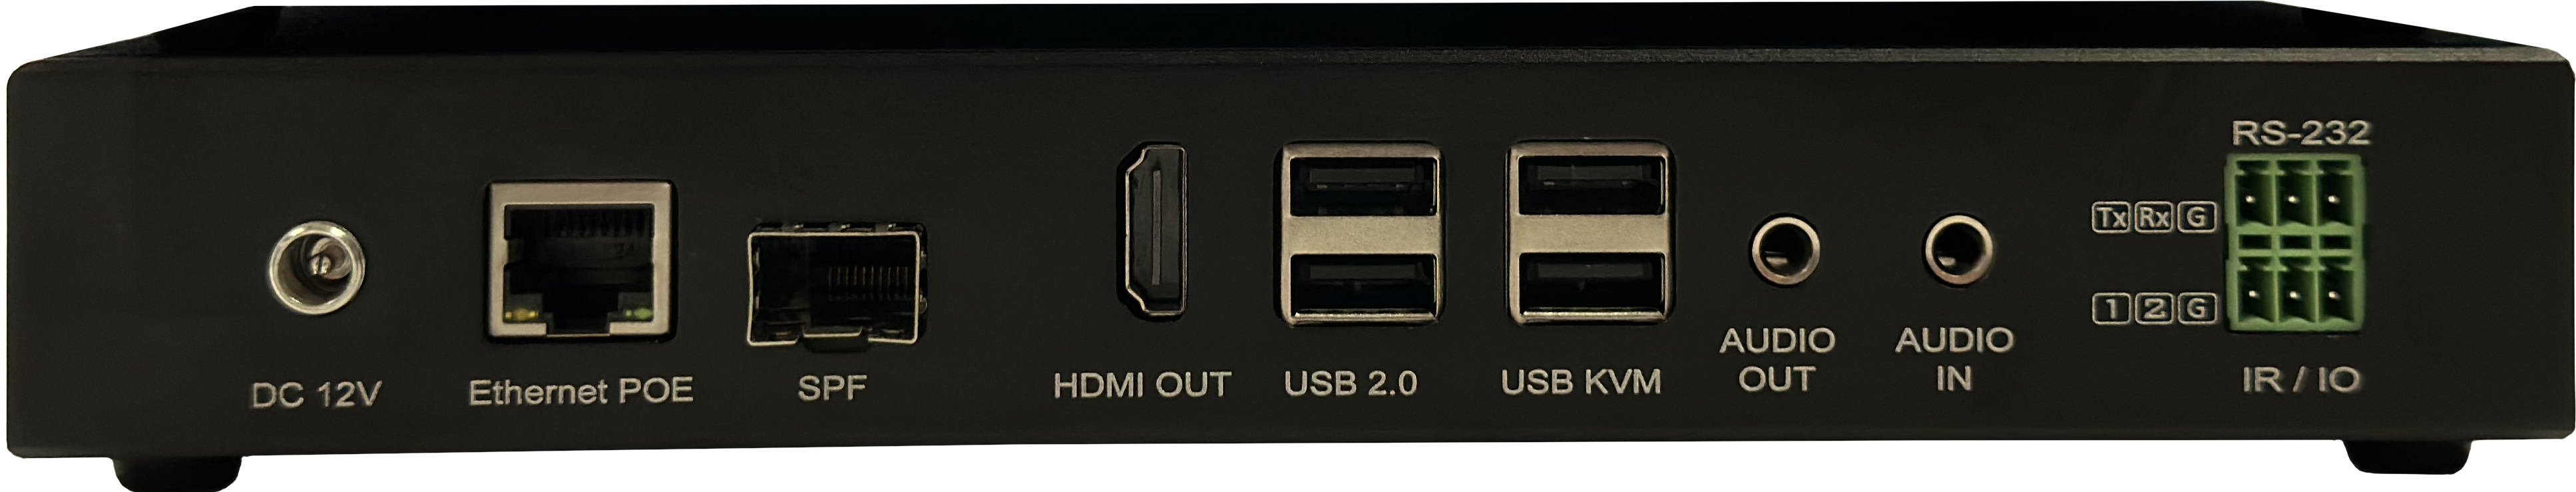 DC 12V
Ethernet POE
SPF
HDMI OUT
USB 2.0
USB KVM
AUDIO
OUT
AUDIO
IN
RS-232
Tx Rx G
1 2 G
IR / IO